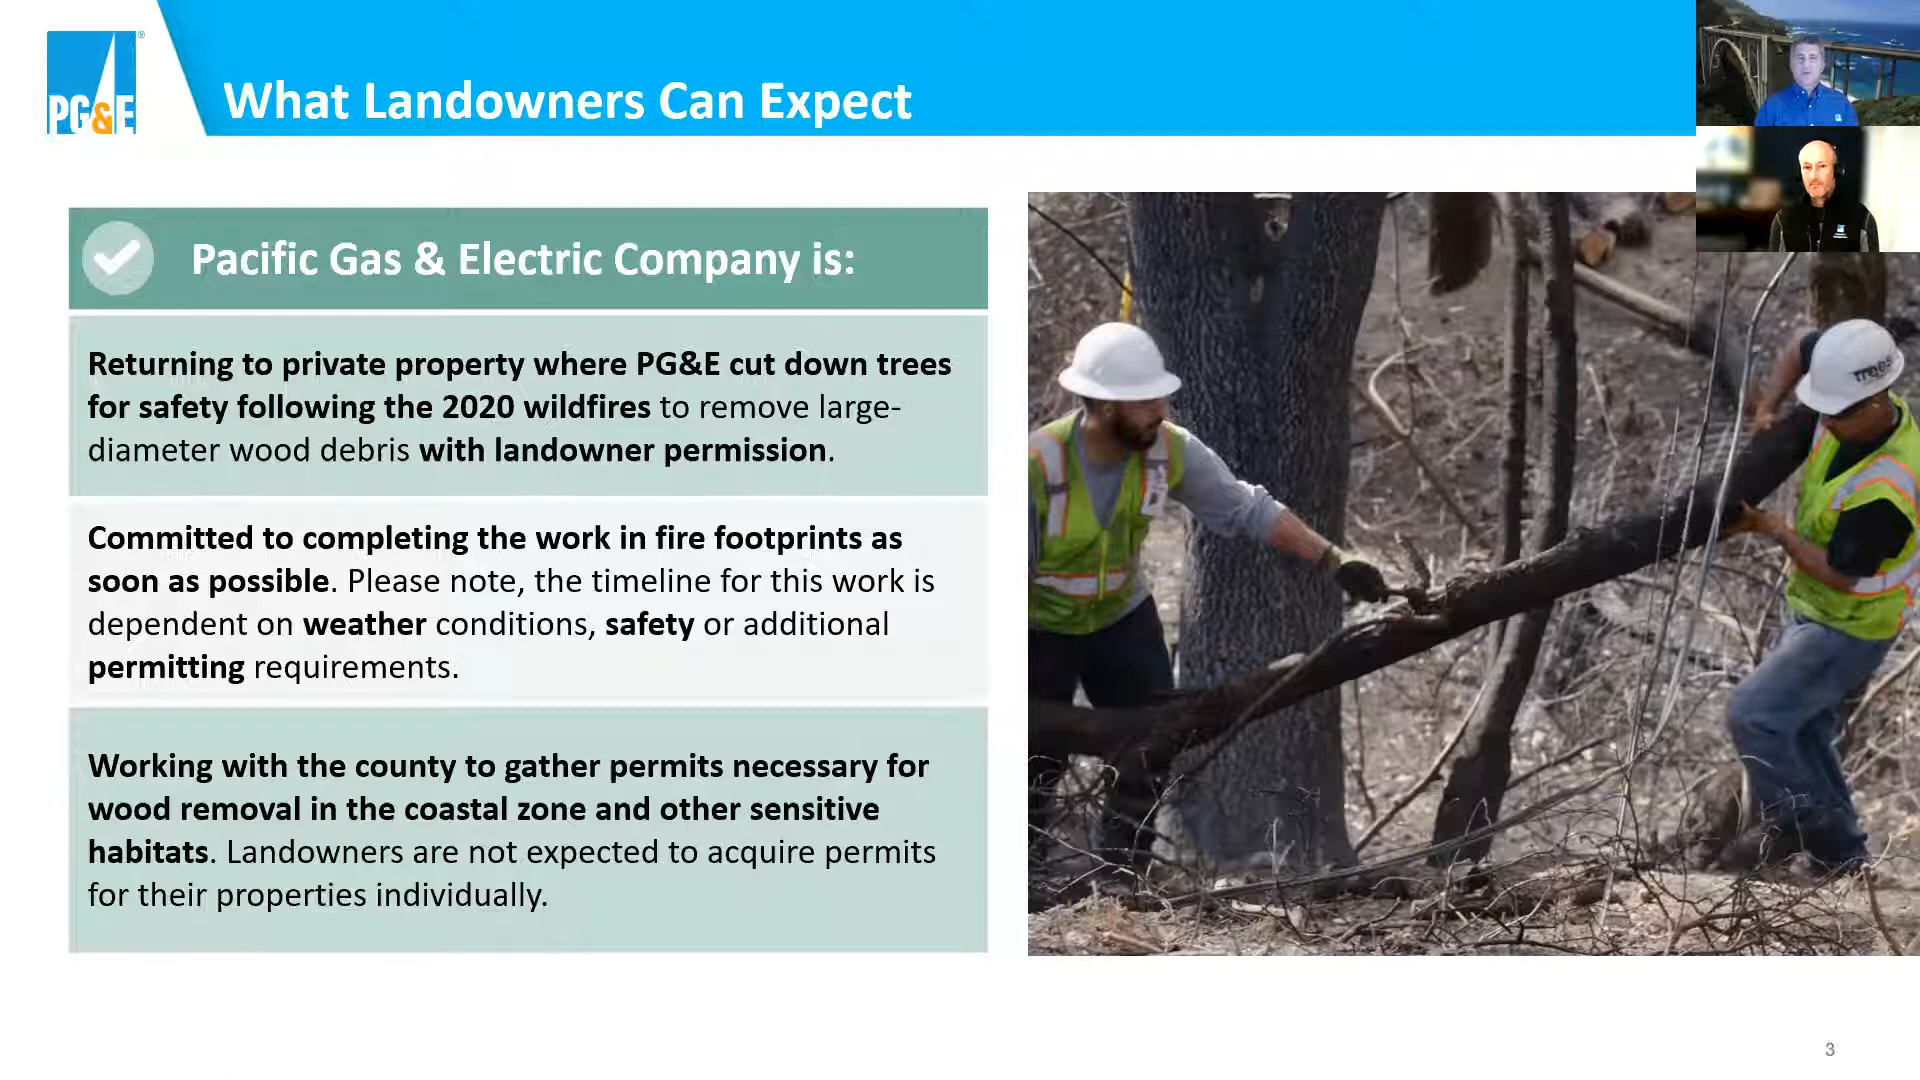 PG&E
®
What Landowners Can Expect
Pacific Gas & Electric Company is:
Returning to private property where PG&E cut down trees
for safety following the 2020 wildfires to remove large-
diameter wood debris with landowner permission.
Committed to completing the work in fire footprints as
soon as possible. Please note, the timeline for this work is
dependent on weather conditions, safety or additional
permitting requirements.
Working with the county to gather permits necessary for
wood removal in the coastal zone and other sensitive
habitats. Landowners are not expected to acquire permits
for their properties individually.
trees
3